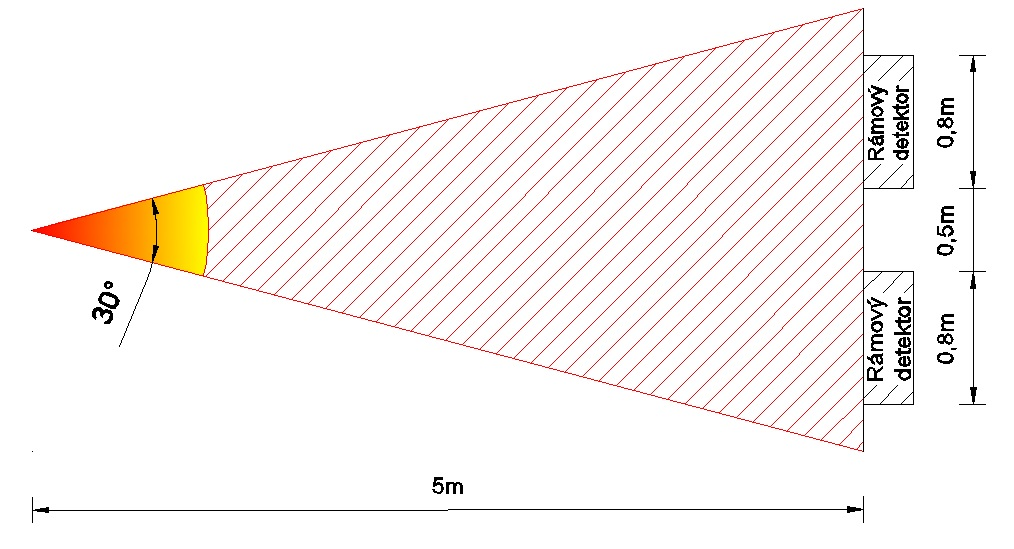 Rámový
detektor
0,8m
0,5m
Rámový
detektor
0,8m
30°
5m